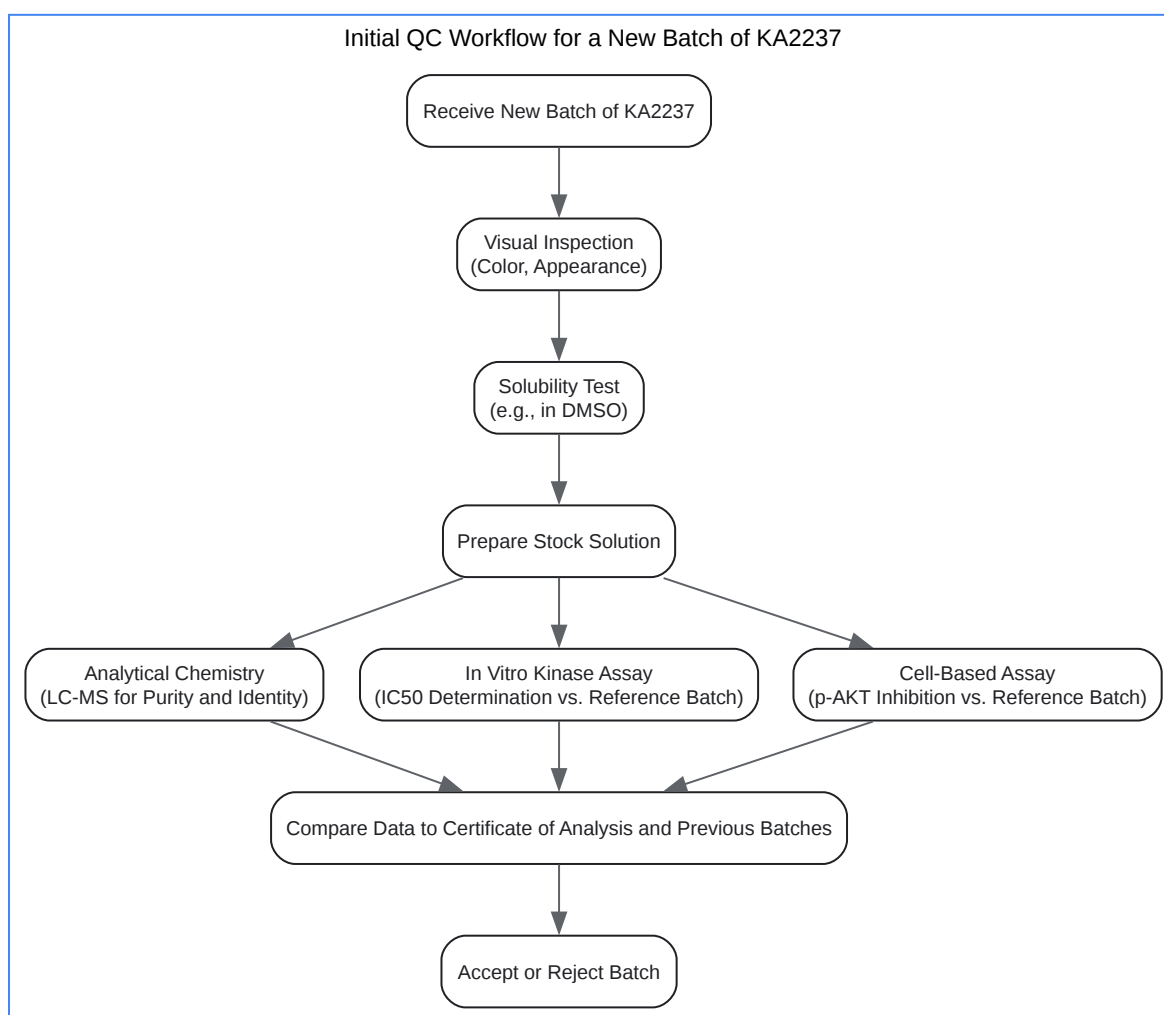 Initial QC Workflow for a New Batch of KA2237
Receive New Batch of KA2237
Visual Inspection
(Color, Appearance)
Solubility Test
(e.g., in DMSO)
Prepare Stock Solution
Analytical Chemistry
(LC-MS for Purity and Identity)
In Vitro Kinase Assay
(IC50 Determination vs. Reference Batch)
Cell-Based Assay
(p-AKT Inhibition vs. Reference Batch)
Compare Data to Certificate of Analysis and Previous Batches
Accept or Reject Batch